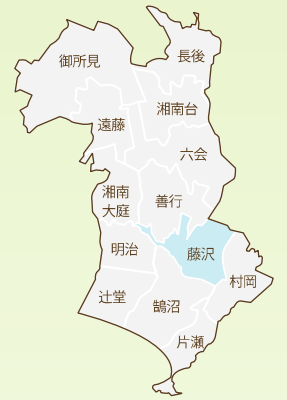 長後
御所見
湘南台
遠藤
六会
湘南
大庭
善行
明治
藤沢
村岡
辻堂
鵠沼
片瀬